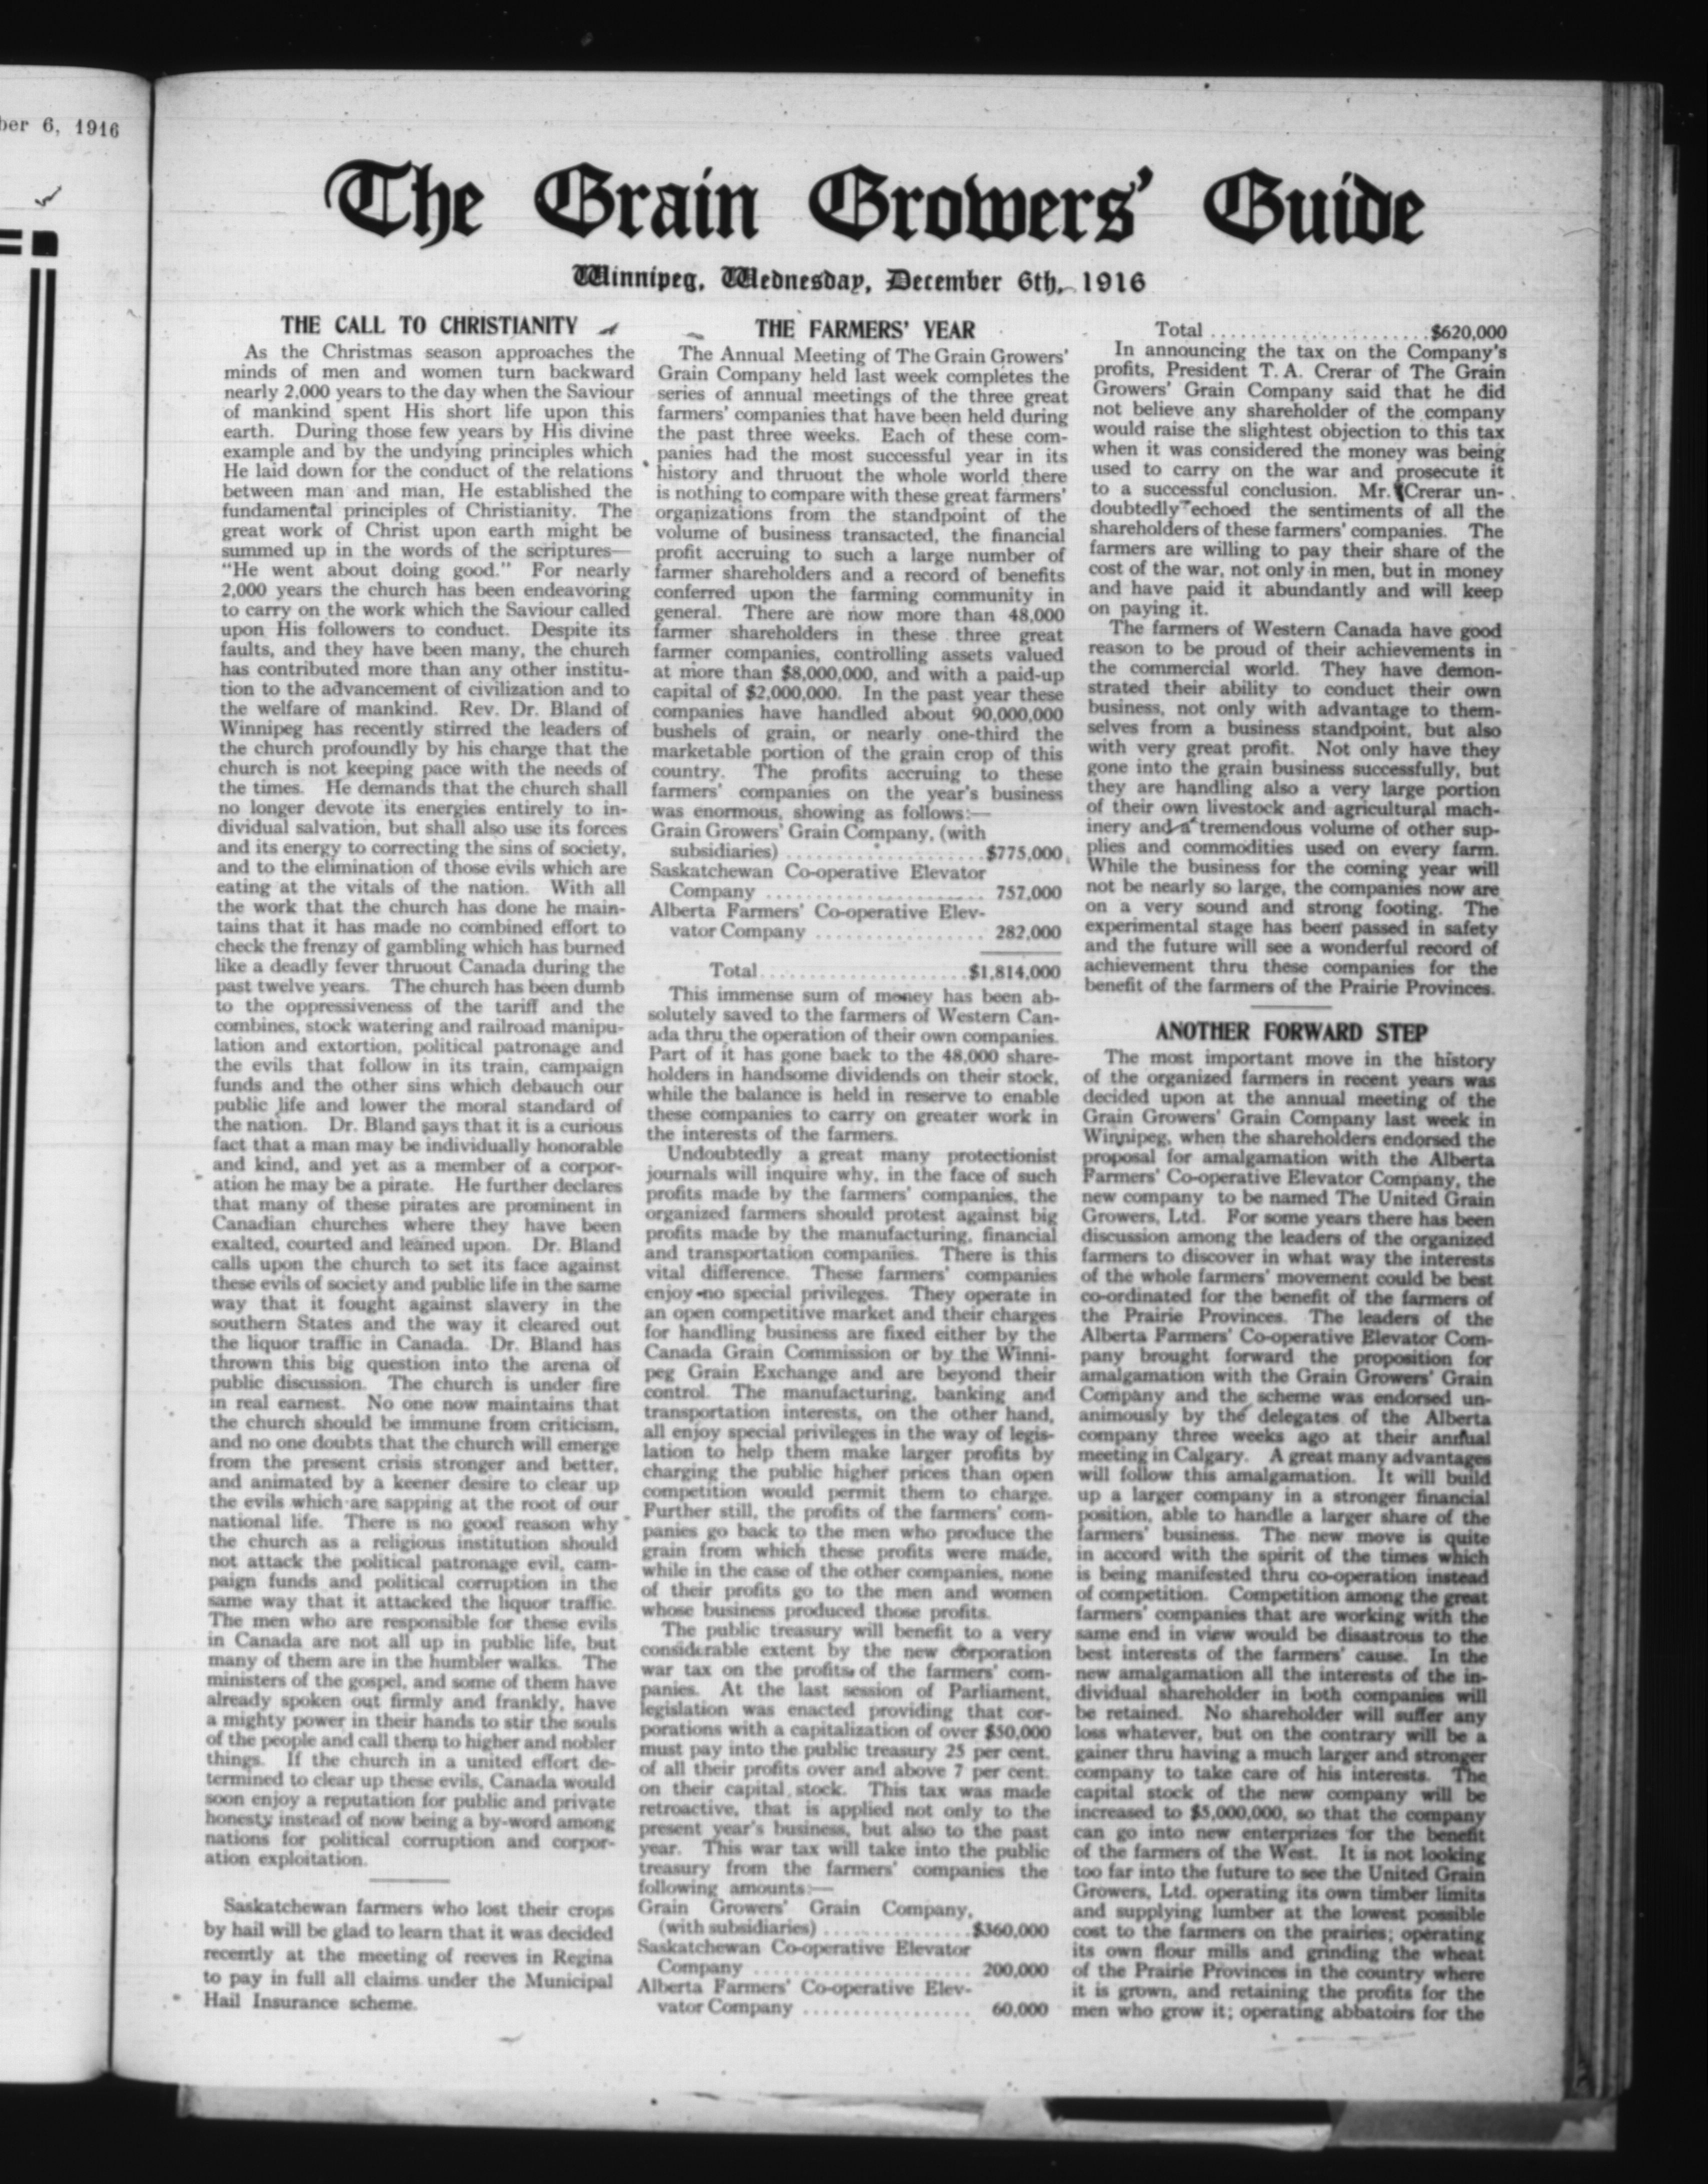 ber 6, 1916
The Grain Growers' Guide
Winnipeg, Wednesday, December 6th, 1916
THE CALL TO CHRISTIANITY
As the Christmas season approaches the
minds of men and women turn backward
nearly 2,000 years to the day when the Saviour
of mankind spent His short life upon this
earth. During those few years by His divine
example and by the undying principles which
He laid down for the conduct of the relations
between man and man, He established the
fundamental principles of Christianity. The
great work of Christ upon earth might be
summed up in the words of the scriptures—
"He went about doing good." For nearly
2,000 years the church has been endeavoring
to carry on the work which the Saviour called
upon His followers to conduct. Despite its
faults, and they have been many, the church
has contributed more than any other institu-
tion to the advancement of civilization and to
the welfare of mankind. Rev. Dr. Bland of
Winnipeg has recently stirred the leaders of
the church profoundly by his charge that the
church is not keeping pace with the needs of
the times. He demands that the church shall
no longer devote its energies entirely to in-
dividual salvation, but shall also use its forces
and its energy to correcting the sins of society,
and to the elimination of those evils which are
eating at the vitals of the nation. With all
the work that the church has done he main-
tains that it has made no combined effort to
check the frenzy of gambling which has burned
like a deadly fever thruout Canada during the
past twelve years. The church has been dumb
to the oppressiveness of the tariff and the
combines, stock watering and railroad manipu-
lation and extortion, political patronage and
the evils that follow in its train, campaign
funds and the other sins which debauch our
public life and lower the moral standard of
the nation. Dr. Bland says that it is a curious
fact that a man may be individually honorable
and kind, and yet as a member of a corpor-
ation he may be a pirate. He further declares
that many of these pirates are prominent in
Canadian churches where they have been
exalted, courted and leaned upon. Dr. Bland
calls upon the church to set its face against
these evils of society and public life in the same
way that it fought against slavery in the
southern States and the way it cleared out
the liquor traffic in Canada. Dr. Bland has
thrown this big question into the arena of
public discussion. The church is under fire
in real earnest. No one now maintains that
the church should be immune from criticism,
and no one doubts that the church will emerge
from the present crisis stronger and better,
and animated by a keener desire to clear up
the evils which are sapping at the root of our
national life. There is no good reason why
the church as a religious institution should
not attack the political patronage evil, cam-
paign funds and political corruption in the
same way that it attacked the liquor traffic.
The men who are responsible for these evils
in Canada are not all up in public life, but
many of them are in the humbler walks. The
ministers of the gospel, and some of them have
already spoken out firmly and frankly, have
a mighty power in their hands to stir the souls
of the people and call them to higher and nobler
things. If the church in a united effort de-
termined to clear up these evils, Canada would
soon enjoy a reputation for public and private
honesty instead of now being a by-word among
nations for political corruption and corpor-
ation exploitation.
Saskatchewan farmers who lost their crops
by hail will be glad to learn that it was decided
recently at the meeting of reeves in Regina
to pay in full all claims under the Municipal
Hail Insurance scheme.
THE FARMERS' YEAR
The Annual Meeting of The Grain Growers'
Grain Company held last week completes the
series of annual meetings of the three great
farmers' companies that have been held during
the past three weeks. Each of these com-
panies had the most successful year in its
history and thruout the whole world there
is nothing to compare with these great farmers'
organizations from the standpoint of the
volume of business transacted, the financial
profit accruing to such a large number of
farmer shareholders and a record of benefits
conferred upon the farming community in
general. There are now more than 48,000
farmer shareholders in these three great
farmer companies, controlling assets valued
at more than $8,000,000, and with a paid-up
capital of $2,000,000. In the past year these
companies have handled about 90,000,000
bushels of grain, or nearly one-third the
marketable portion of the grain crop of this
country. The profits accruing to these
farmers' companies on the year's business
was enormous, showing as follows:—
Grain Growers' Grain Company, (with
subsidiaries) .................... $775,000
Saskatchewan Co-operative Elevator
Company ...................... 757,000
Alberta Farmers' Co-operative Elev-
vator Company ................. 282,000
Total ..................... $1,814,000
This immense sum of money has been ab-
solutely saved to the farmers of Western Can-
ada thru the operation of their own companies.
Part of it has gone back to the 48,000 share-
holders in handsome dividends on their stock,
while the balance is held in reserve to enable
these companies to carry on greater work in
the interests of the farmers.
Undoubtedly a great many protectionist
journals will inquire why, in the face of such
profits made by the farmers' companies, the
organized farmers should protest against big
profits made by the manufacturing, financial
and transportation companies. There is this
vital difference. These farmers' companies
enjoy no special privileges. They operate in
an open competitive market and their charges
for handling business are fixed either by the
Canada Grain Commission or by the Winni-
peg Grain Exchange and are beyond their
control. The manufacturing, banking and
transportation interests, on the other hand,
all enjoy special privileges in the way of legis-
lation to help them make larger profits by
charging the public higher prices than open
competition would permit them to charge.
Further still, the profits of the farmers' com-
panies go back to the men who produce the
grain from which these profits were made,
while in the case of the other companies, none
of their profits go to the men and women
whose business produced those profits.
The public treasury will benefit to a very
considerable extent by the new corporation
war tax on the profits of the farmers' com-
panies. At the last session of Parliament,
legislation was enacted providing that cor-
porations with a capitalization of over $50,000
must pay into the public treasury 25 per cent.
of all their profits over and above 7 per cent.
on their capital stock. This tax was made
retroactive, that is applied not only to the
present year's business, but also to the past
year. This war tax will take into the public
treasury from the farmers' companies the
following amounts:—
Grain Growers' Grain Company,
(with subsidiaries) ............... $360,000
Saskatchewan Co-operative Elevator
Company ...................... 200,000
Alberta Farmers' Co-operative Elev-
vator Company ................. 60,000
Total ...................... $620,000
In announcing the tax on the Company's
profits, President T. A. Crerar of The Grain
Growers' Grain Company said that he did
not believe any shareholder of the company
would raise the slightest objection to this tax
when it was considered the money was being
used to carry on the war and prosecute it
to a successful conclusion. Mr. Crerar un-
doubtedly echoed the sentiments of all the
shareholders of these farmers' companies. The
farmers are willing to pay their share of the
cost of the war, not only in men, but in money
and have paid it abundantly and will keep
on paying it.
The farmers of Western Canada have good
reason to be proud of their achievements in
the commercial world. They have demon-
strated their ability to conduct their own
business, not only with advantage to them-
selves from a business standpoint, but also
with very great profit. Not only have they
gone into the grain business successfully, but
they are handling also a very large portion
of their own livestock and agricultural mach-
inery and a tremendous volume of other sup-
plies and commodities used on every farm.
While the business for the coming year will
not be nearly so large, the companies now are
on a very sound and strong footing. The
experimental stage has been passed in safety
and the future will see a wonderful record of
achievement thru these companies for the
benefit of the farmers of the Prairie Provinces.
ANOTHER FORWARD STEP
The most important move in the history
of the organized farmers in recent years was
decided upon at the annual meeting of the
Grain Growers' Grain Company last week in
Winnipeg, when the shareholders endorsed the
proposal for amalgamation with the Alberta
Farmers' Co-operative Elevator Company, the
new company to be named The United Grain
Growers, Ltd. For some years there has been
discussion among the leaders of the organized
farmers to discover in what way the interests
of the whole farmers' movement could be best
co-ordinated for the benefit of the farmers of
the Prairie Provinces. The leaders of the
Alberta Farmers' Co-operative Elevator Com-
pany brought forward the proposition for
amalgamation with the Grain Growers' Grain
Company and the scheme was endorsed un-
animously by the delegates of the Alberta
company three weeks ago at their annual
meeting in Calgary. A great many advantages
will follow this amalgamation. It will build
up a larger company in a stronger financial
position, able to handle a larger share of the
farmers' business. The new move is quite
in accord with the spirit of the times which
is being manifested thru co-operation instead
of competition. Competition among the great
farmers' companies that are working with the
same end in view would be disastrous to the
best interests of the farmers' cause. In the
new amalgamation all the interests of the in-
dividual shareholder in both companies will
be retained. No shareholder will suffer any
loss whatever, but on the contrary will be a
gainer thru having a much larger and stronger
company to take care of his interests. The
capital stock of the new company will be
increased to $5,000,000, so that the company
can go into new enterprizes for the benefit
of the farmers of the West. It is not looking
too far into the future to see the United Grain
Growers, Ltd. operating its own timber limits
and supplying lumber at the lowest possible
cost to the farmers on the prairies; operating
its own flour mills and grinding the wheat
of the Prairie Provinces in the country where
it is grown, and retaining the profits for the
men who grow it; operating abbatoirs for the